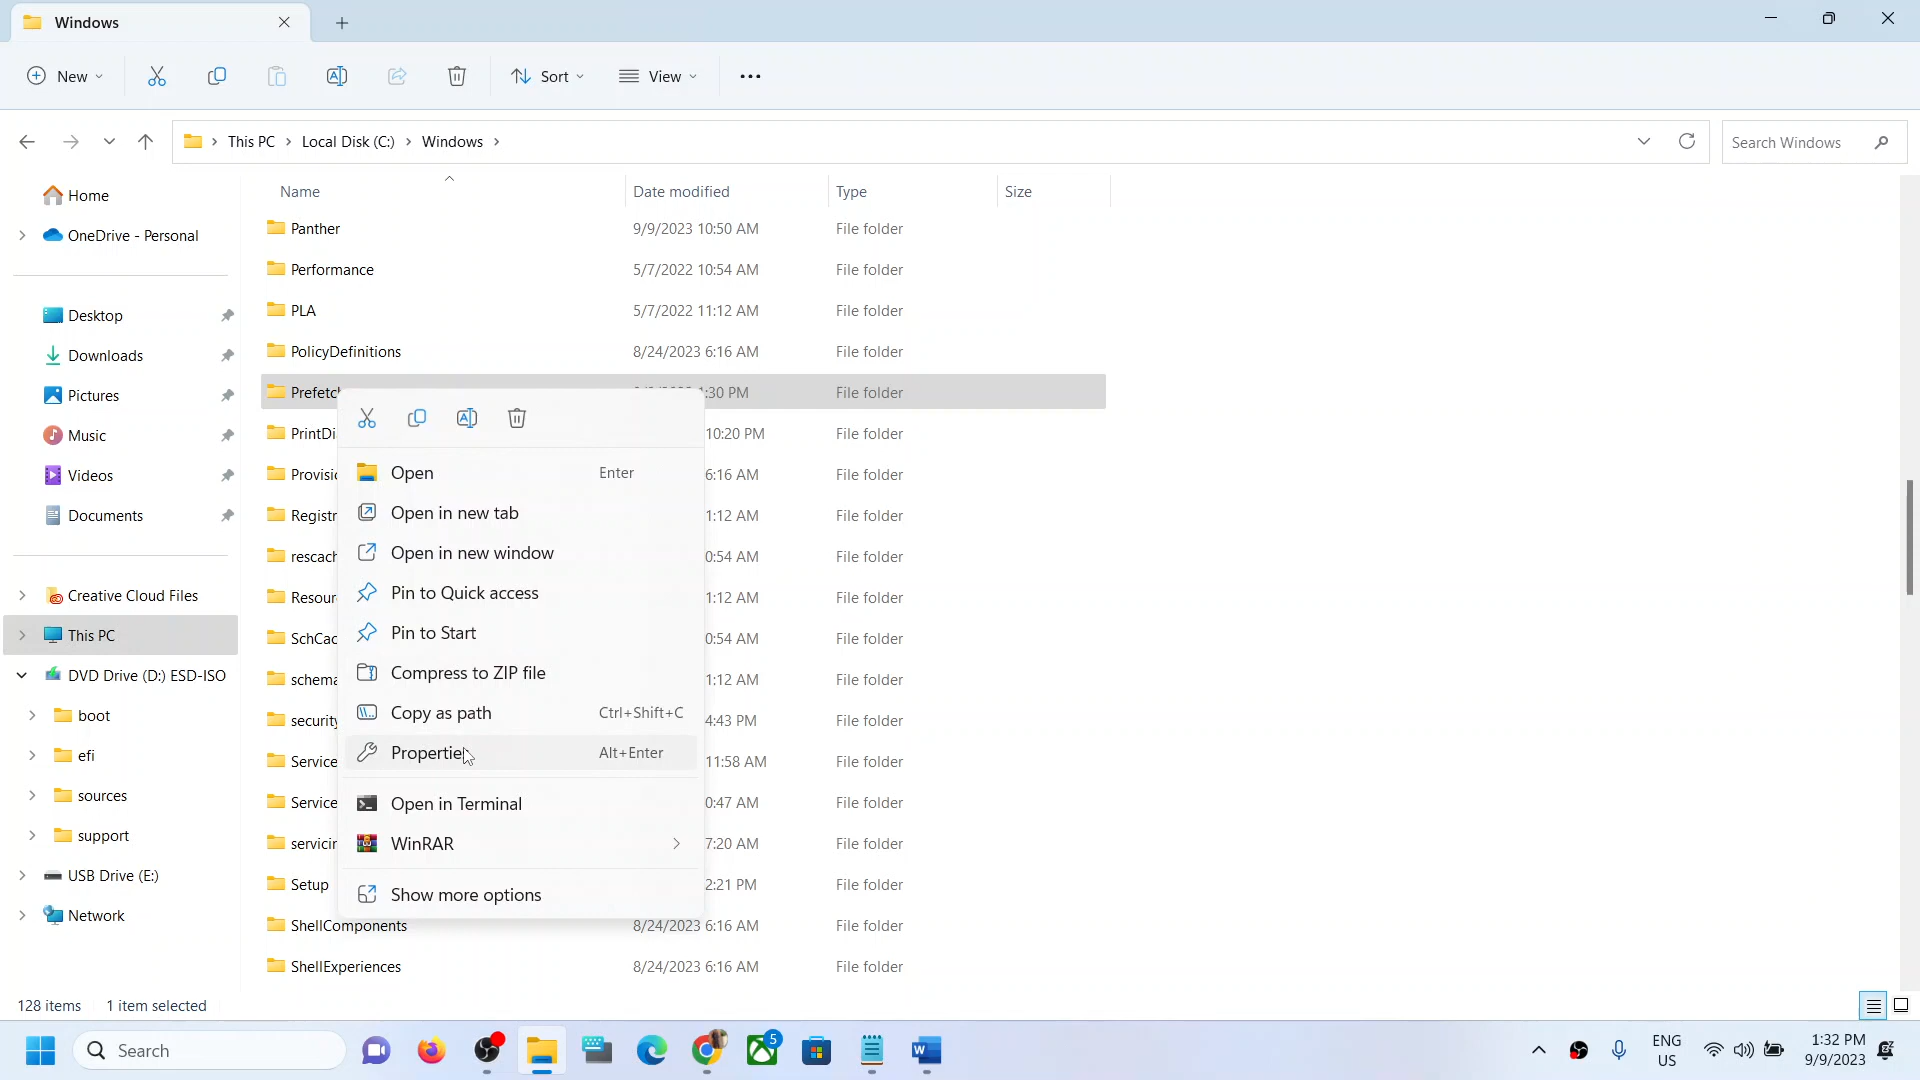 Windows
New
Sort
View
This PC
Local Disk (C:)
Windows
Search Windows
Name
Date modified
Type
Size
Home
OneDrive - Personal
Desktop
Downloads
Pictures
Music
Videos
Documents
Creative Cloud Files
This PC
DVD Drive (D:) ESD-ISO
boot
efi
sources
support
USB Drive (E:)
Network
Panther 9/9/2023 10:50 AM File folder
Performance 5/7/2022 10:54 AM File folder
PLA 5/7/2022 11:12 AM File folder
PolicyDefinitions 8/24/2023 6:16 AM File folder
Prefetch :30 PM File folder
PrintDi 10:20 PM File folder
Provisi 6:16 AM File folder
Registr 1:12 AM File folder
rescach 0:54 AM File folder
Resour 1:12 AM File folder
SchCac 0:54 AM File folder
schema 1:12 AM File folder
security 4:43 PM File folder
Service 11:58 AM File folder
Service 0:47 AM File folder
servicin 7:20 AM File folder
Setup 2:21 PM File folder
ShellComponents 8/24/2023 6:16 AM File folder
ShellExperiences 8/24/2023 6:16 AM File folder
Open Enter
Open in new tab
Open in new window
Pin to Quick access
Pin to Start
Compress to ZIP file
Copy as path Ctrl+Shift+C
Properties Alt+Enter
Open in Terminal
WinRAR
Show more options
128 items 1 item selected
Search
5
ENG
US
1:32 PM
9/9/2023